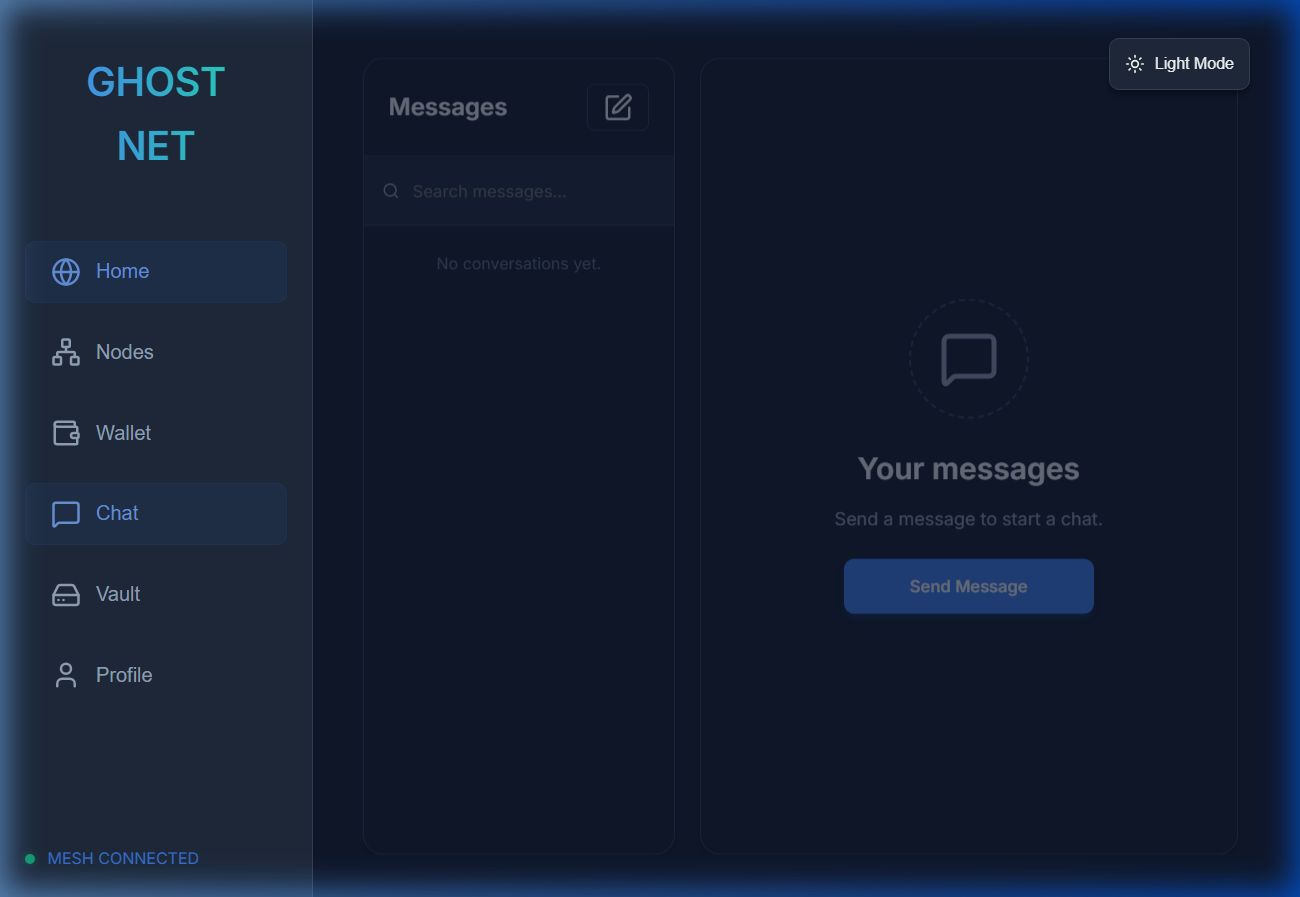 GHOST
NET
Home
Nodes
Wallet
Chat
Vault
Profile
MESH CONNECTED
Messages
Search messages...
No conversations yet.
Light Mode
Your messages
Send a message to start a chat.
Send Message